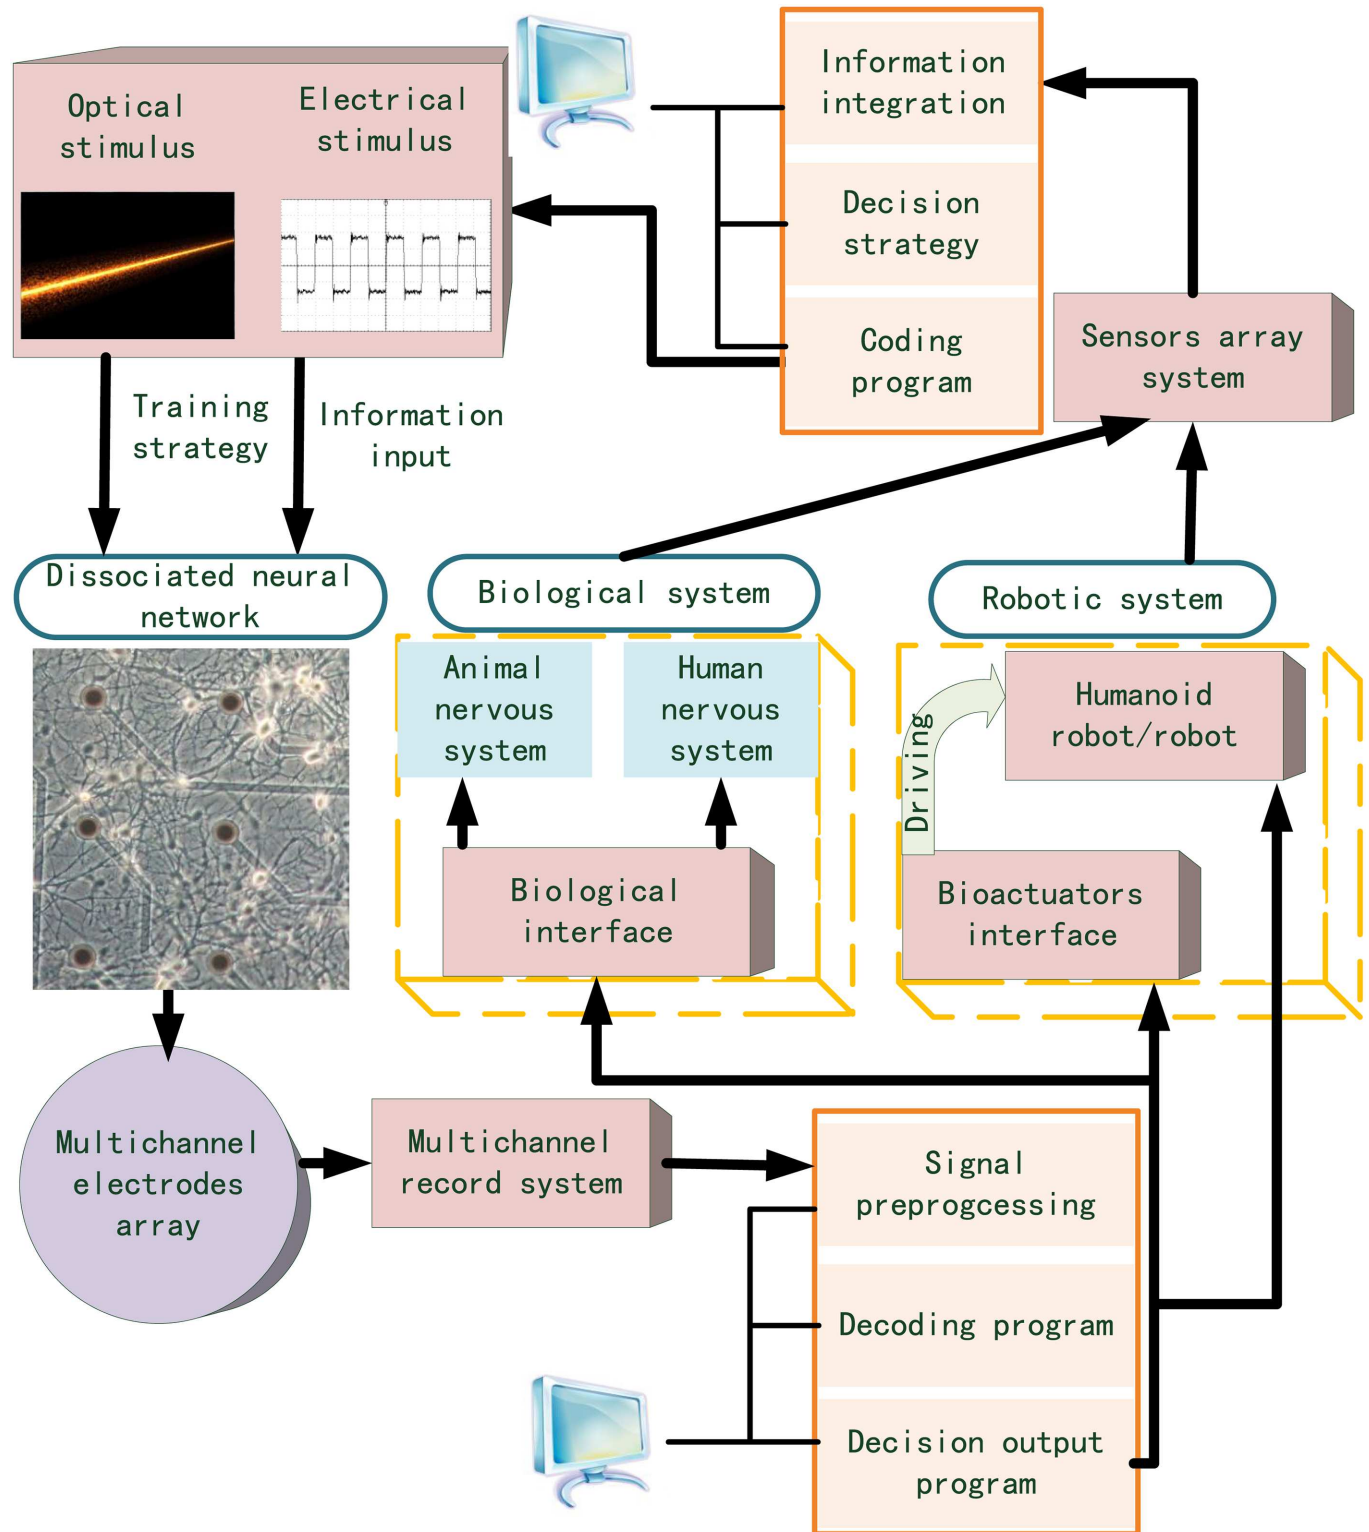 Optical
stimulus
Electrical
stimulus
Information
integration
Decision
strategy
Coding
program
Sensors array
system
Training
strategy
Information
input
Dissociated neural
network
Biological system
Robotic system
Animal
nervous
system
Human
nervous
system
Humanoid
robot/robot
Driving
Biological
interface
Bioactuators
interface
Multichannel
electrodes
array
Multichannel
record system
Signal
preprogcessing
Decoding program
Decision output
program